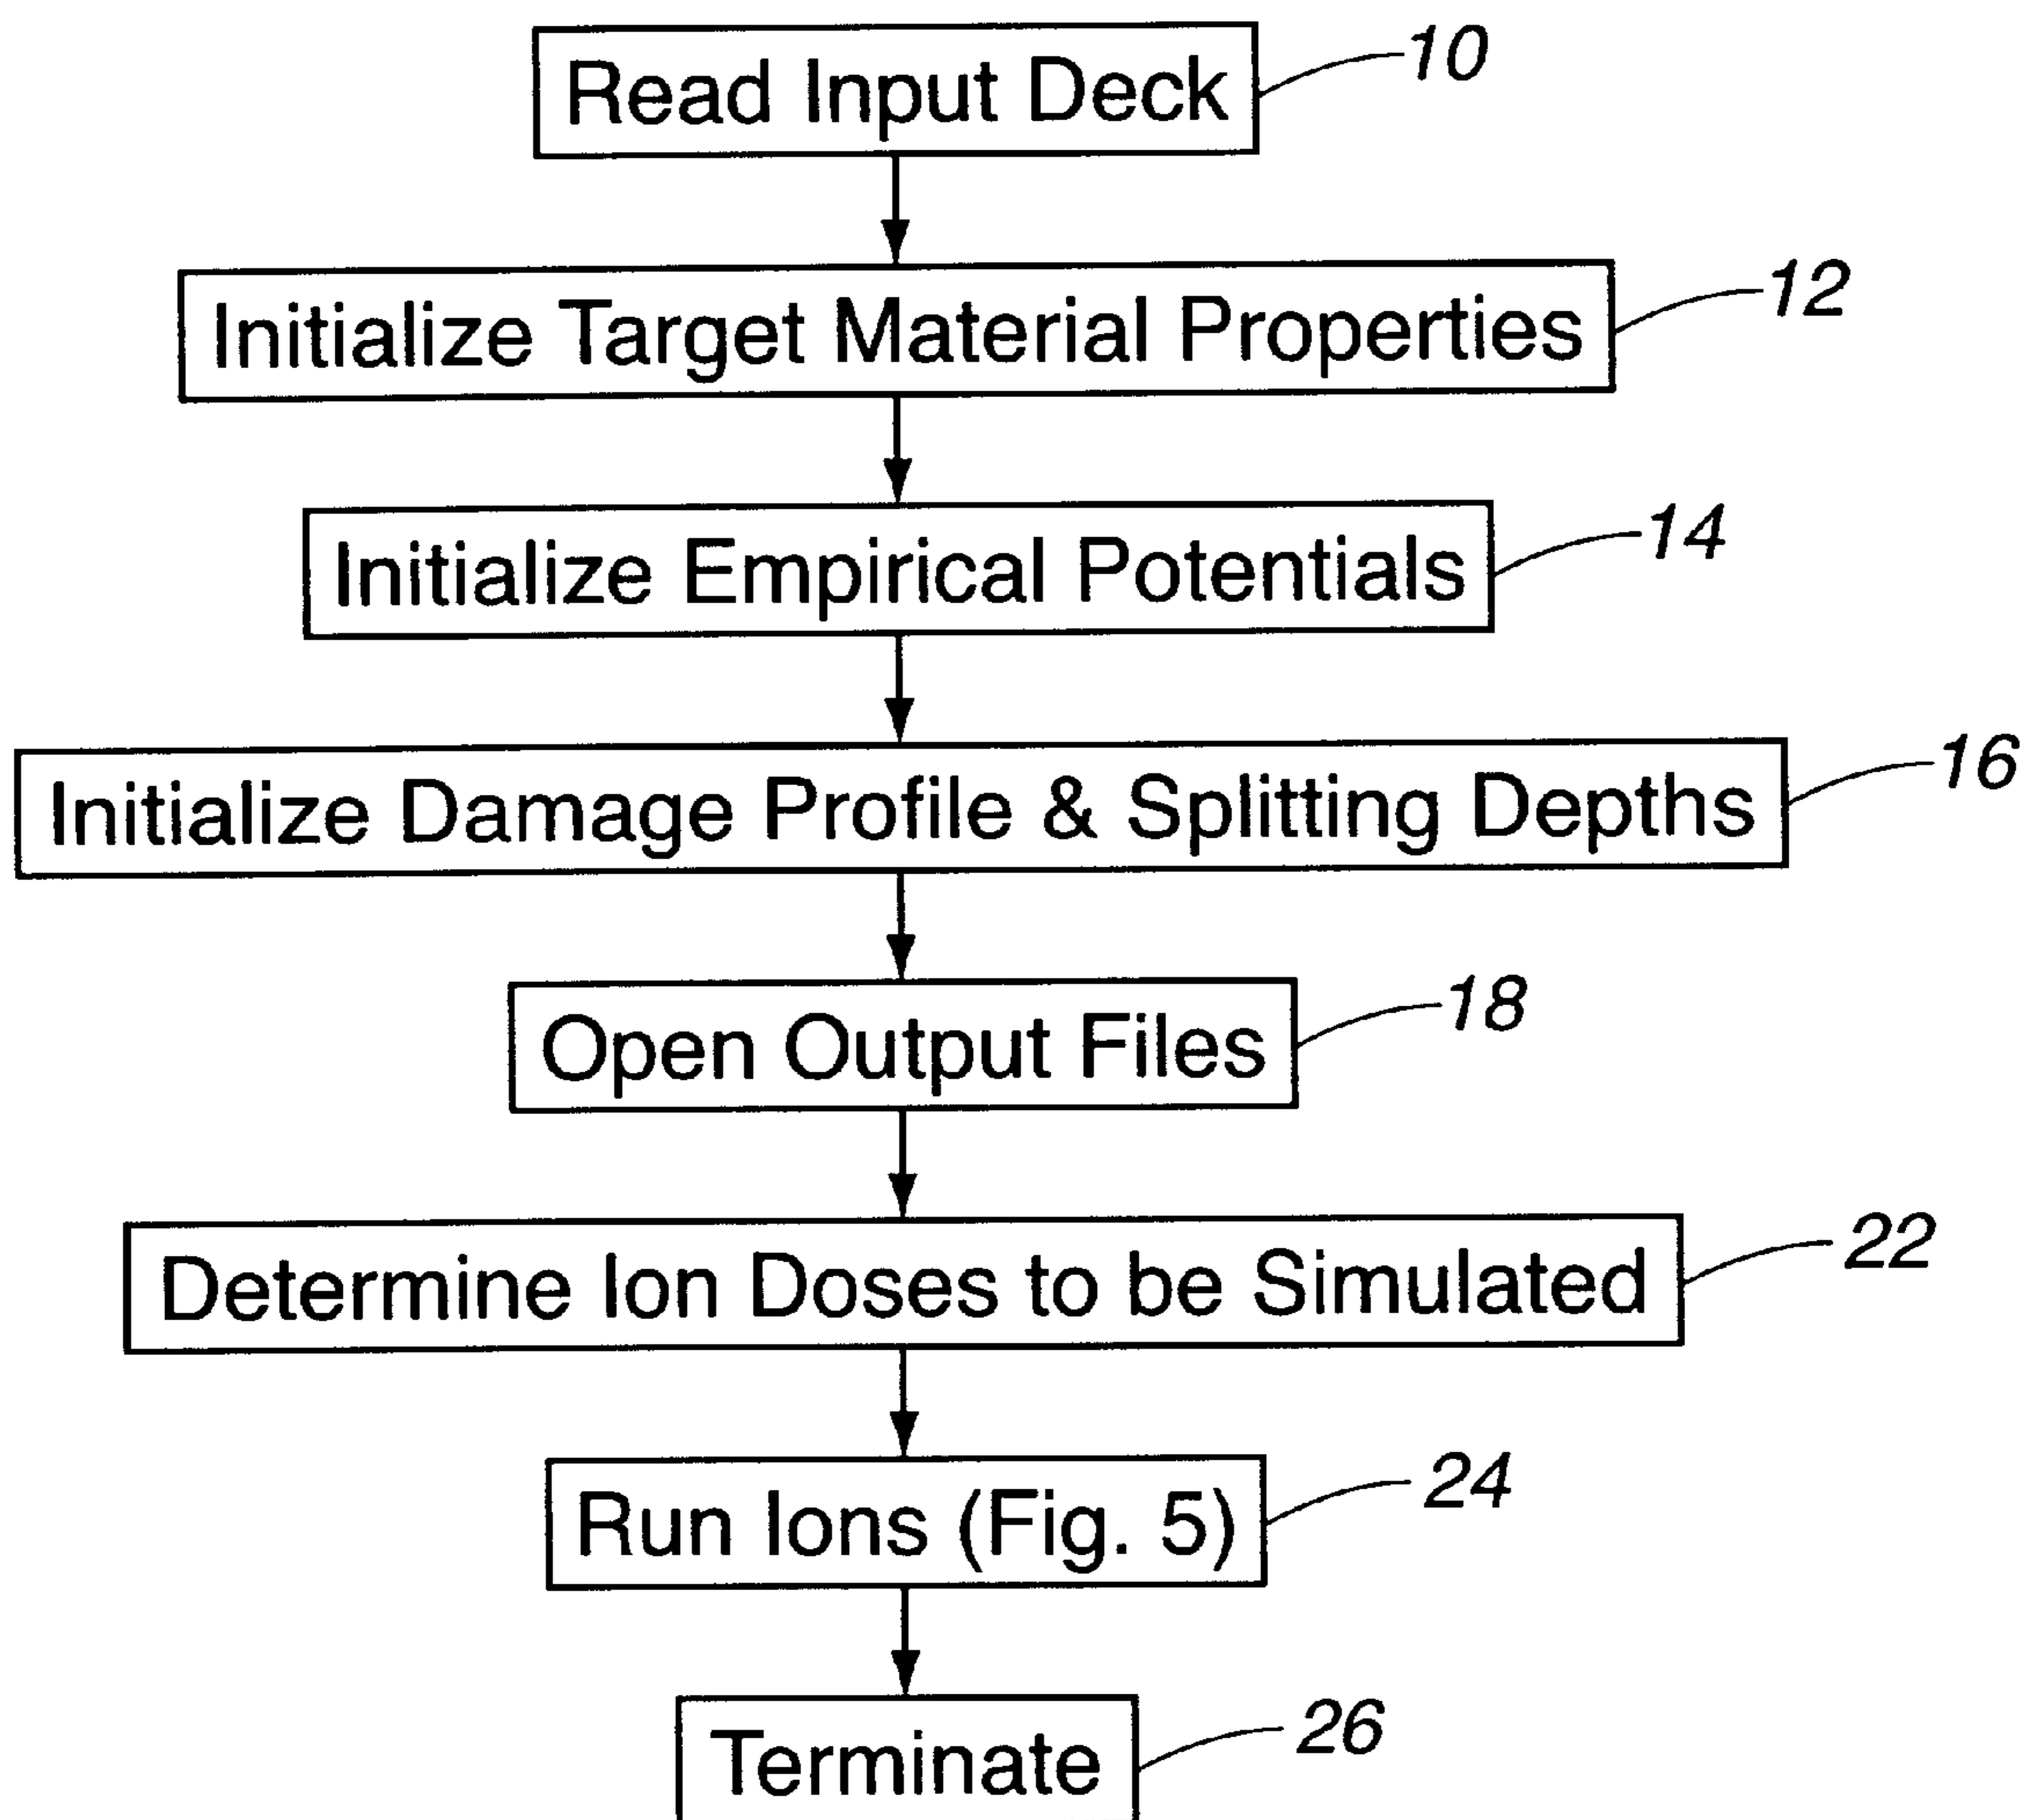 Read Input Deck 10
Initialize Target Material Properties 12
Initialize Empirical Potentials 14
Initialize Damage Profile & Splitting Depths 16
Open Output Files 18
Determine Ion Doses to be Simulated 22
Run Ions (Fig. 5) 24
Terminate 26